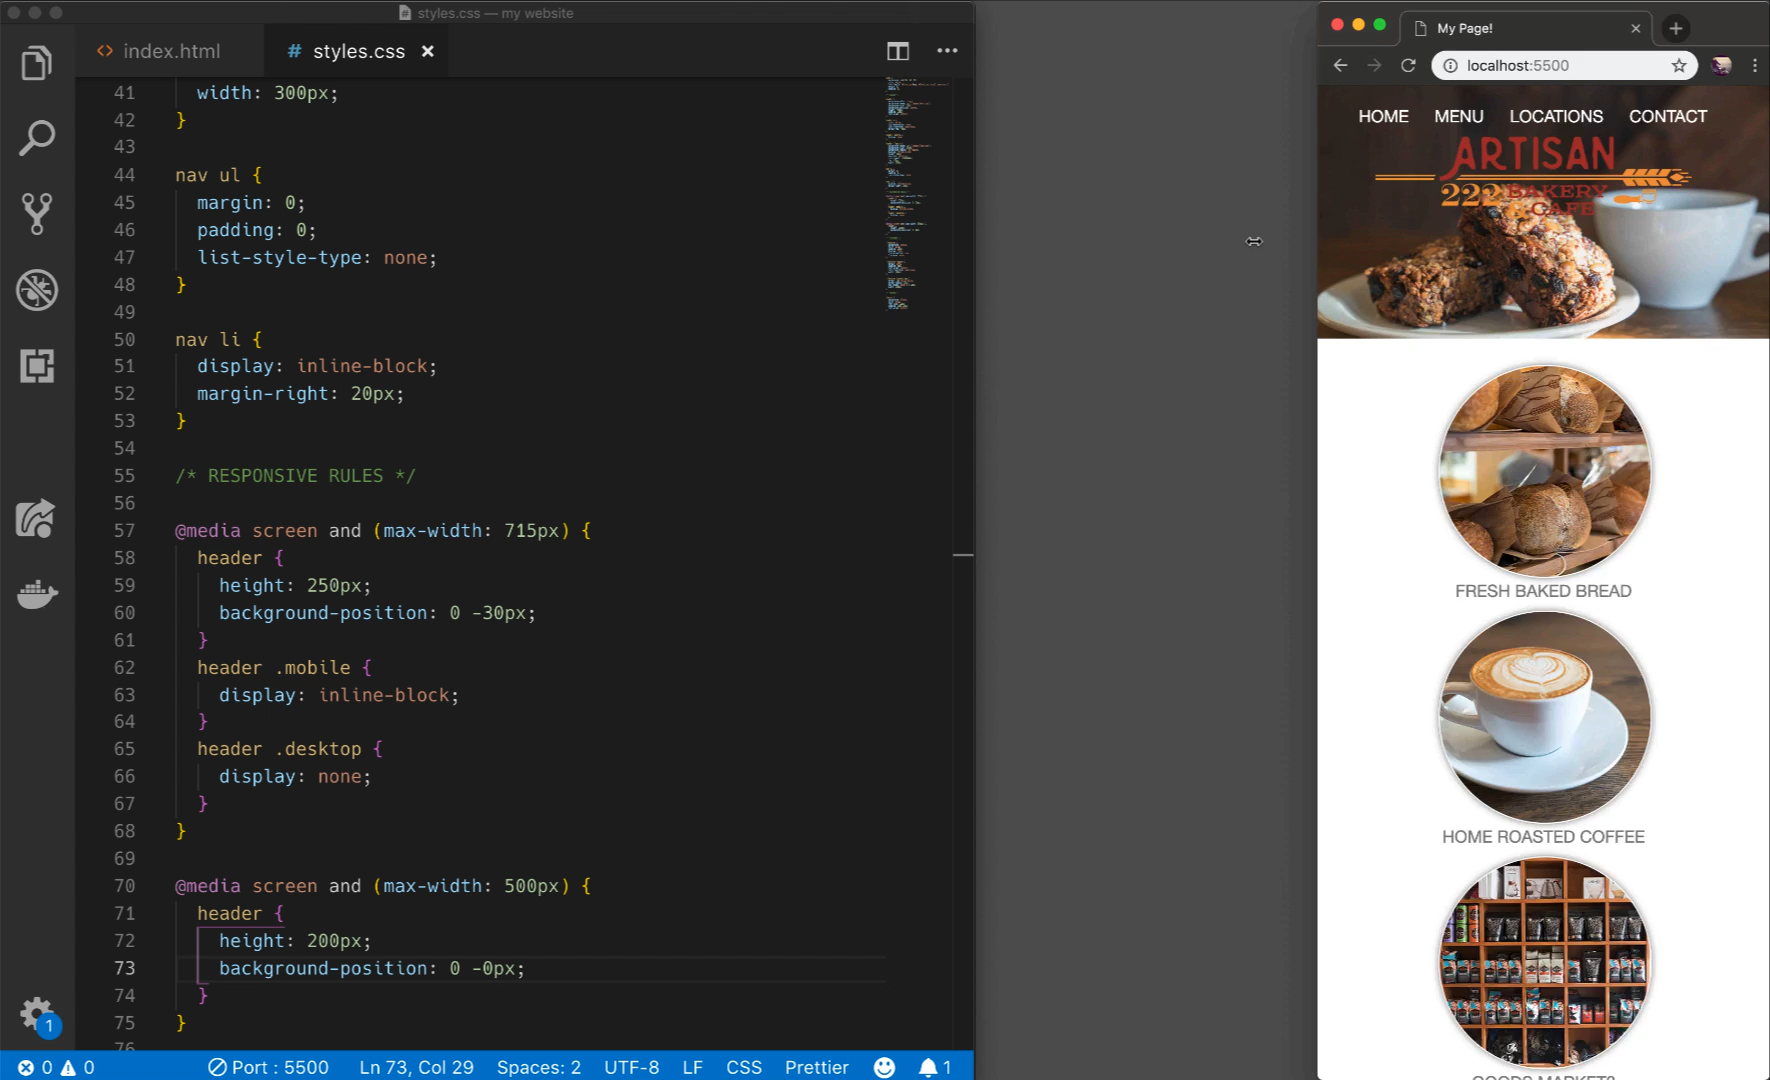 styles.css — my website
index.html
# styles.css ×
41 width: 300px;
42 }
43
44 nav ul {
45 margin: 0;
46 padding: 0;
47 list-style-type: none;
48 }
49
50 nav li {
51 display: inline-block;
52 margin-right: 20px;
53 }
54
55 /* RESPONSIVE RULES */
56
57 @media screen and (max-width: 715px) {
58 header {
59 height: 250px;
60 background-position: 0 -30px;
61 }
62 header .mobile {
63 display: inline-block;
64 }
65 header .desktop {
66 display: none;
67 }
68 }
69
70 @media screen and (max-width: 500px) {
71 header {
72 height: 200px;
73 background-position: 0 -0px;
74 }
75 }
76
1
0 0 Port : 5500 Ln 73, Col 29 Spaces: 2 UTF-8 LF CSS Prettier 1
My Page!
localhost:5500
HOME MENU LOCATIONS CONTACT
ARTISAN
222 BAKERY
& CAFE
FRESH BAKED BREAD
HOME ROASTED COFFEE